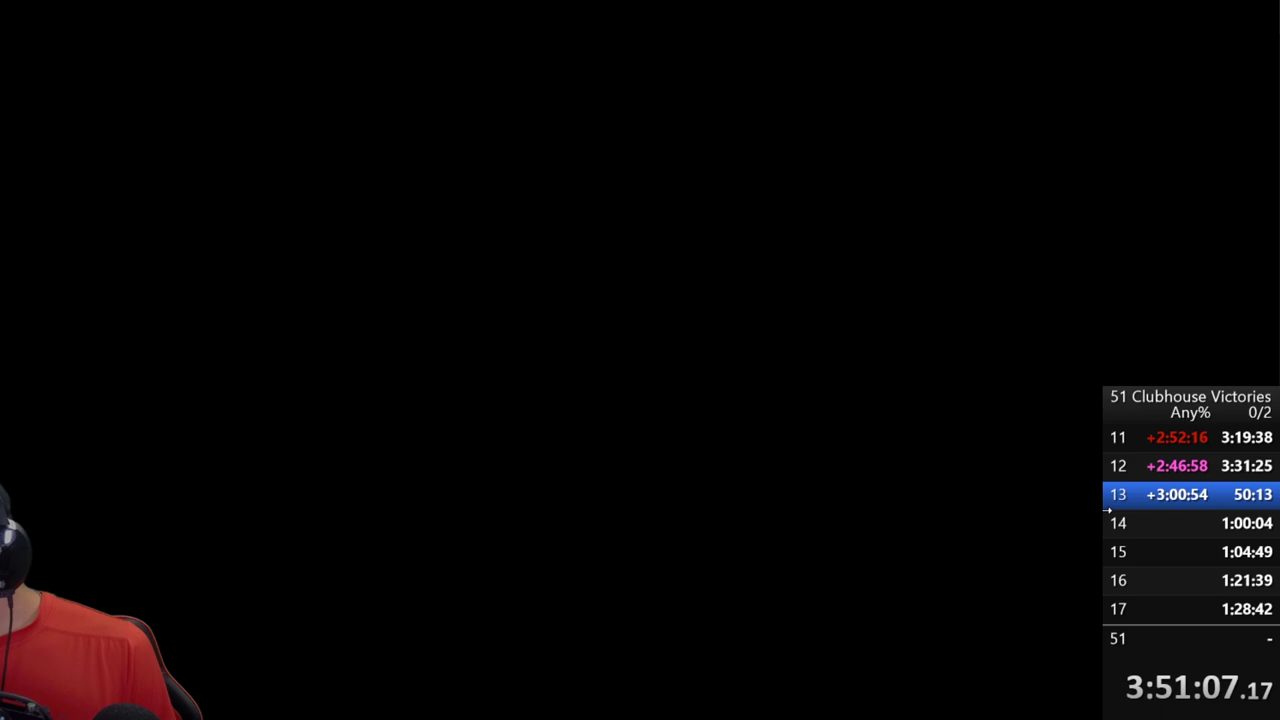 51 Clubhouse Victories
Any% 0/2
11 +2:52:16 3:19:38
12 +2:46:58 3:31:25
13 +3:00:54 50:13
14 1:00:04
15 1:04:49
16 1:21:39
17 1:28:42
51 -
3:51:07.17